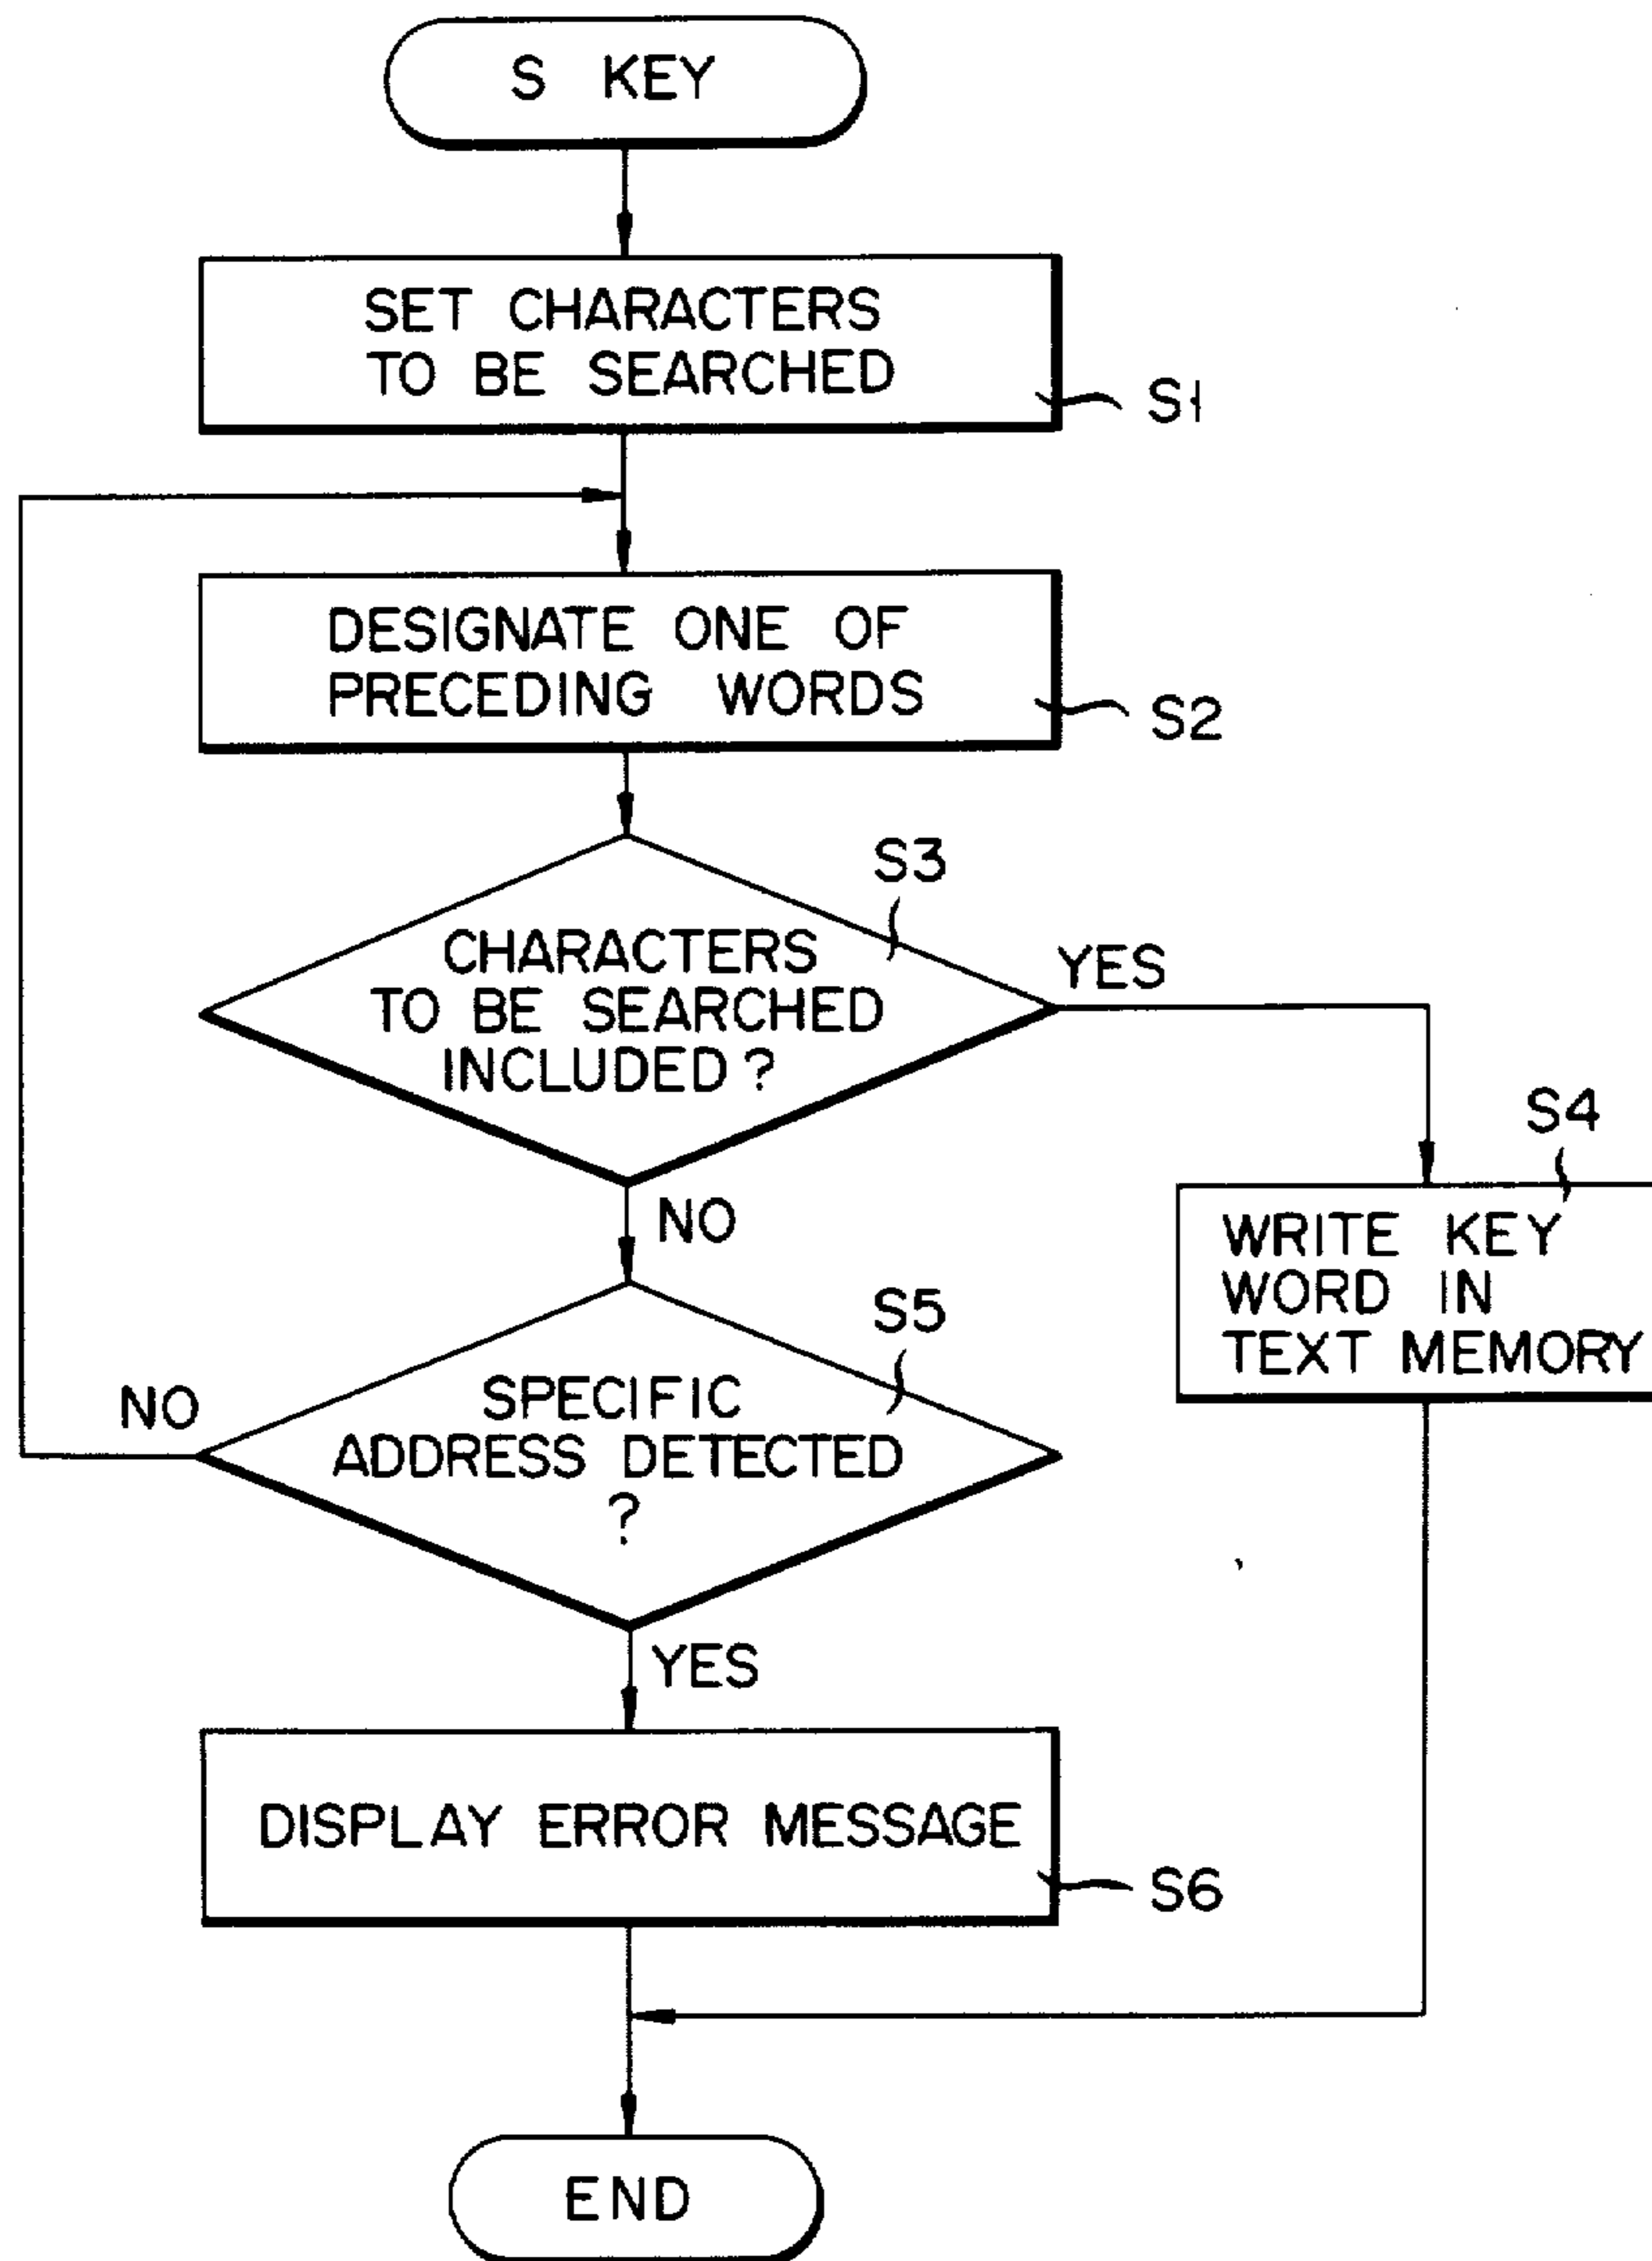 S KEY
SET CHARACTERS
TO BE SEARCHED
S1
DESIGNATE ONE OF
PRECEDING WORDS
S2
S3
CHARACTERS
TO BE SEARCHED
INCLUDED ?
YES
NO
S4
WRITE KEY
WORD IN
TEXT MEMORY
S5
SPECIFIC
ADDRESS DETECTED
?
NO
YES
DISPLAY ERROR MESSAGE
S6
END